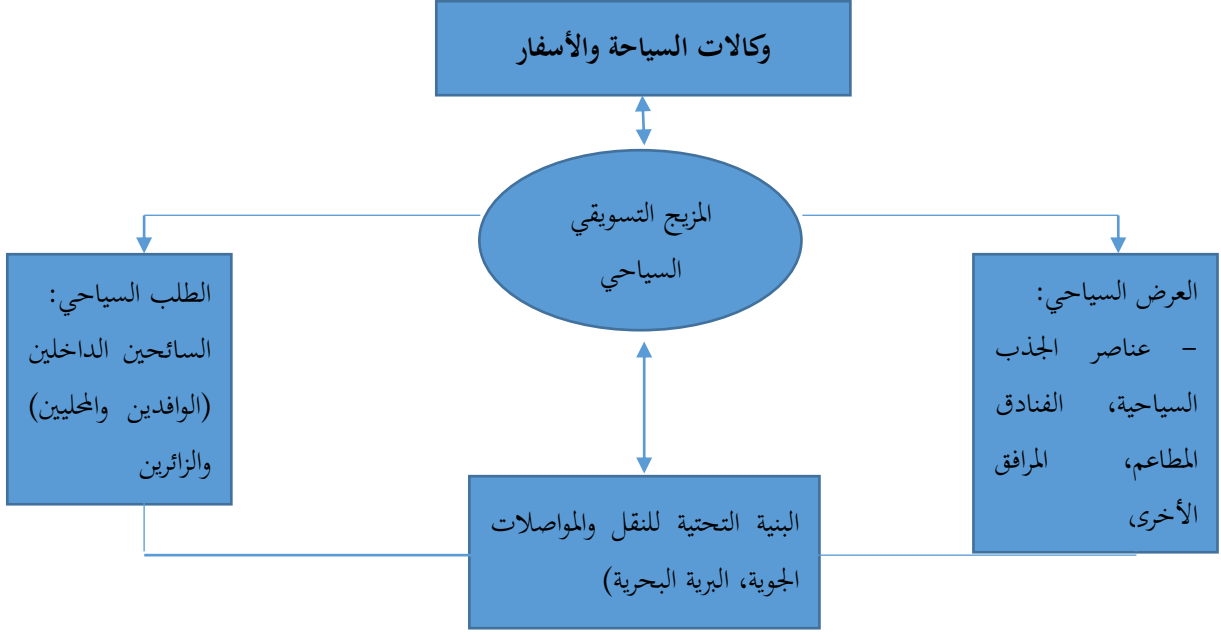 وكالات السياحة والأسفار
المزيج التسويقي
السياحي
العرض السياحي:
– عناصر الجذب
السياحية، الفنادق
المطاعم، المرافق
الأخرى،
الطلب السياحي:
السائحين الداخلين
(الوافدين والمحليين)
والزائرين
البنية التحتية للنقل والمواصلات
الجوية، البرية البحرية)